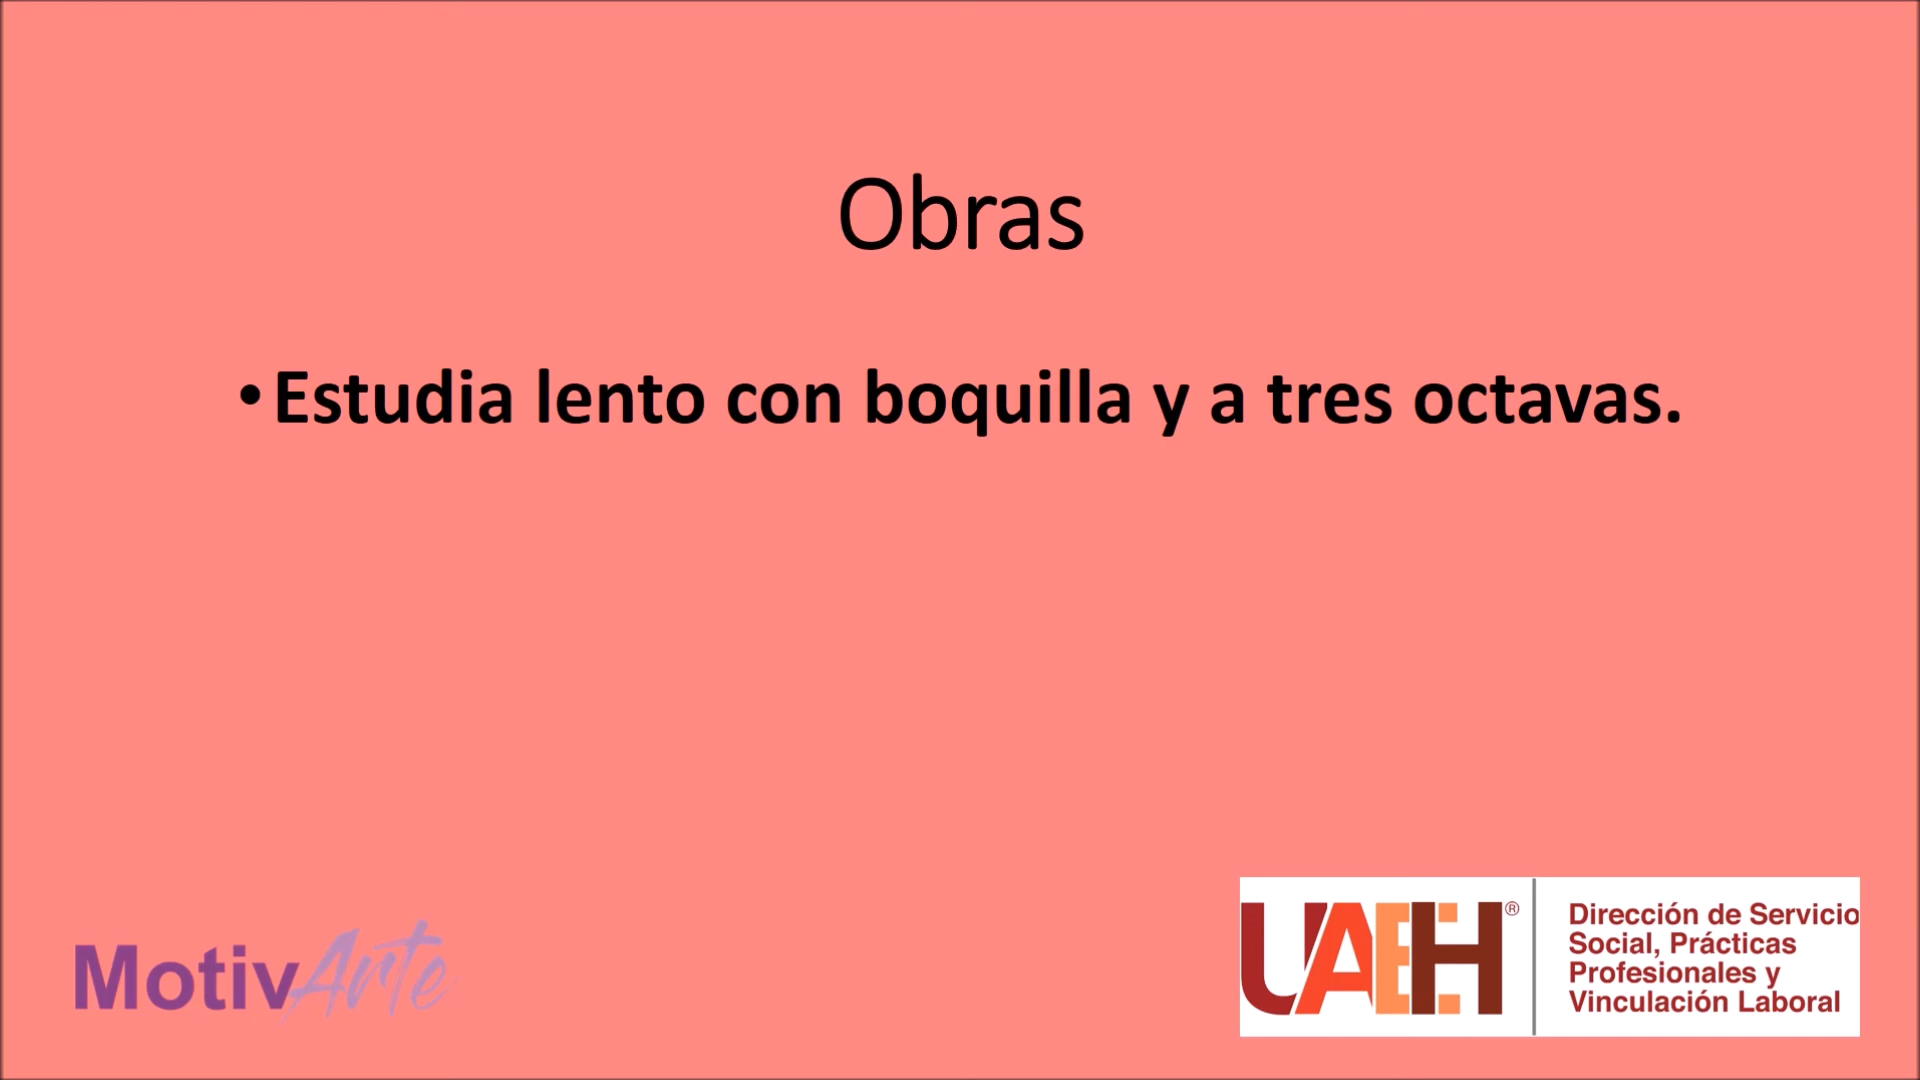 Obras
•Estudia lento con boquilla y a tres octavas.
MotivArte
UAEH®
Dirección de Servicio
Social, Prácticas
Profesionales y
Vinculación Laboral